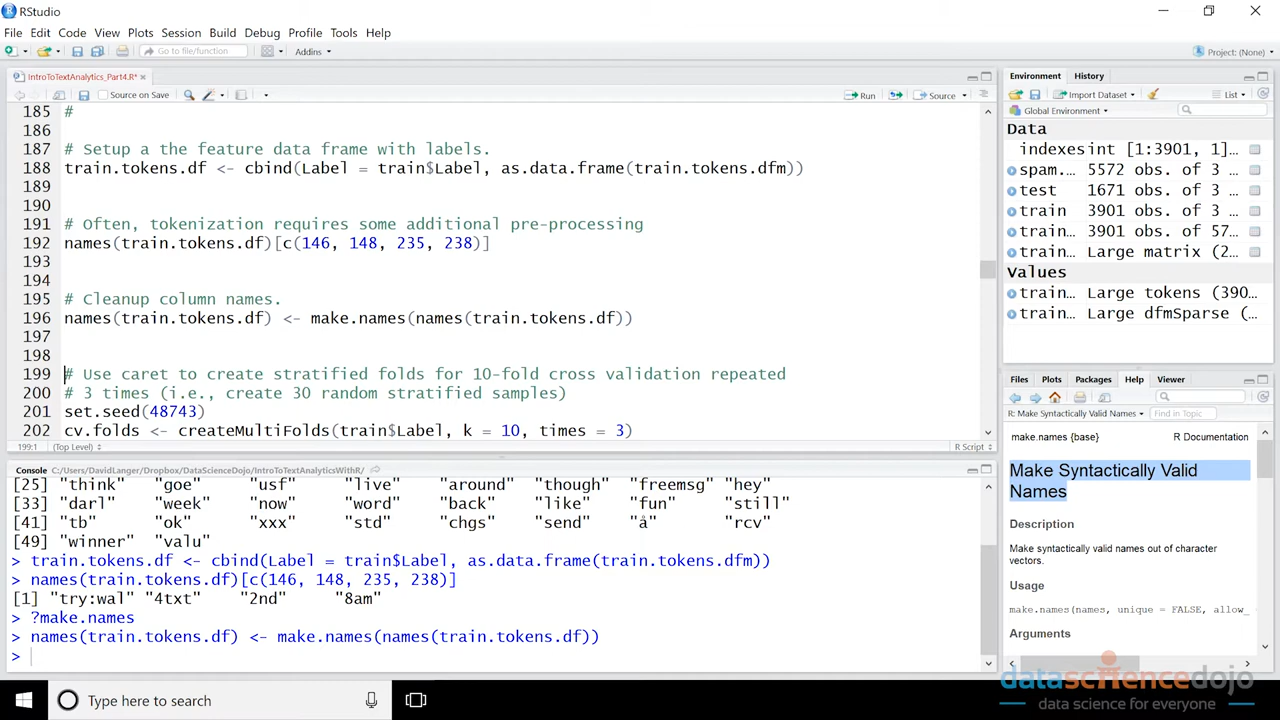 RStudio
File Edit Code View Plots Session Build Debug Profile Tools Help
Go to file/function Addins Project: (None)
IntroToTextAnalytics_Part4.R*
Source on Save Run Source
185 #
186
187 # Setup a the feature data frame with labels.
188 train.tokens.df <- cbind(Label = train$Label, as.data.frame(train.tokens.dfm))
189
190
191 # Often, tokenization requires some additional pre-processing
192 names(train.tokens.df)[c(146, 148, 235, 238)]
193
194
195 # Cleanup column names.
196 names(train.tokens.df) <- make.names(names(train.tokens.df))
197
198
199 # Use caret to create stratified folds for 10-fold cross validation repeated
200 # 3 times (i.e., create 30 random stratified samples)
201 set.seed(48743)
202 cv.folds <- createMultiFolds(train$Label, k = 10, times = 3)
199:1 (Top Level) R Script
Console C:/Users/DavidLanger/Dropbox/DataScienceDojo/IntroToTextAnalyticsWithR/
[25] "think" "goe" "usf" "live" "around" "though" "freemsg" "hey"
[33] "darl" "week" "now" "word" "back" "like" "fun" "still"
[41] "tb" "ok" "xxx" "std" "chgs" "send" "å" "rcv"
[49] "winner" "valu"
> train.tokens.df <- cbind(Label = train$Label, as.data.frame(train.tokens.dfm))
> names(train.tokens.df)[c(146, 148, 235, 238)]
[1] "try:wal" "4txt" "2nd" "8am"
> ?make.names
> names(train.tokens.df) <- make.names(names(train.tokens.df))
>
Environment History
Import Dataset List
Global Environment
Data
indexes int [1:3901, 1]…
spam.… 5572 obs. of 3
test 1671 obs. of 3
train 3901 obs. of 3
train… 3901 obs. of 57
train… Large matrix (2…
Values
train… Large tokens (390…
train… Large dfmSparse (…
Files Plots Packages Help Viewer
R: Make Syntactically Valid Names Find in Topic
make.names {base} R Documentation
Make Syntactically Valid
Names
Description
Make syntactically valid names out of character
vectors.
Usage
make.names(names, unique = FALSE, allow_
Arguments
datasciencedojo
data science for everyone
Type here to search